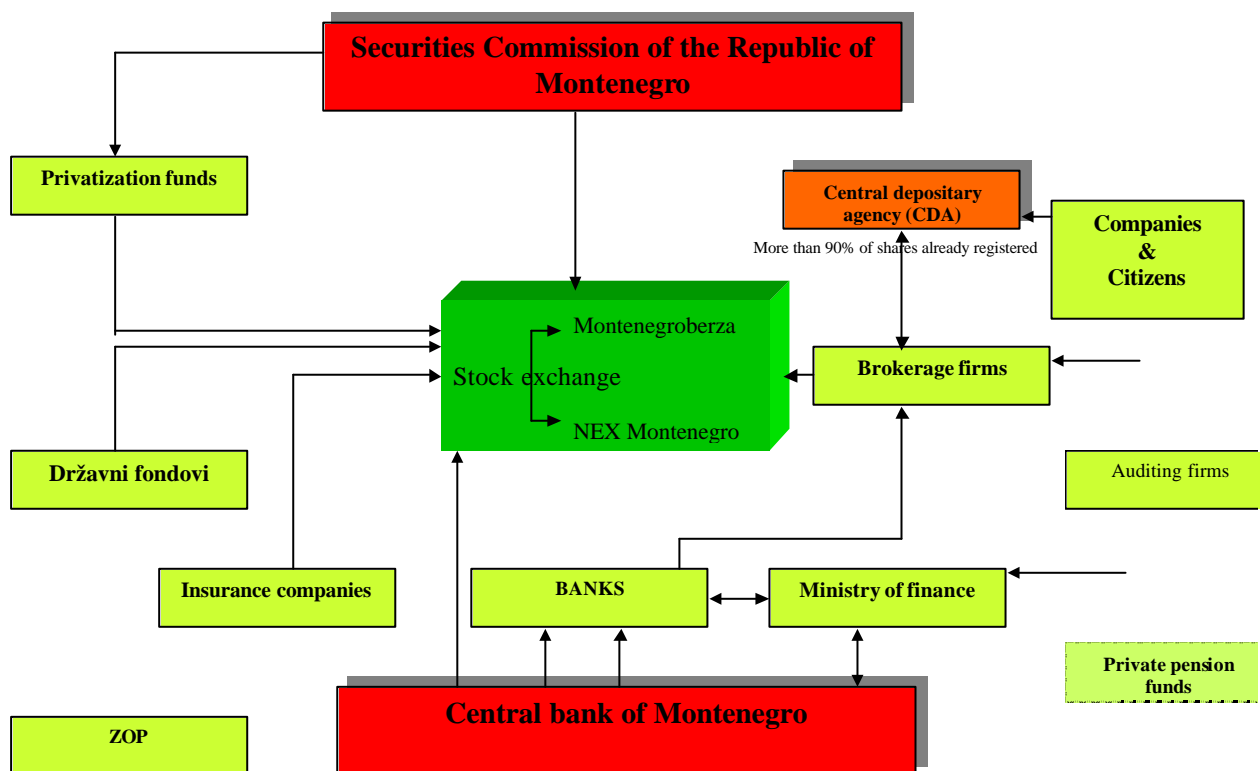 Securities Commission of the Republic of
Montenegro
Privatization funds
Central depositary
agency (CDA)
Companies
&
Citizens
More than 90% of shares already registered
Montenegroberza
Stock exchange
NEX Montenegro
Brokerage firms
Državni fondovi
Auditing firms
Insurance companies
BANKS
Ministry of finance
Private pension
funds
Central bank of Montenegro
ZOP